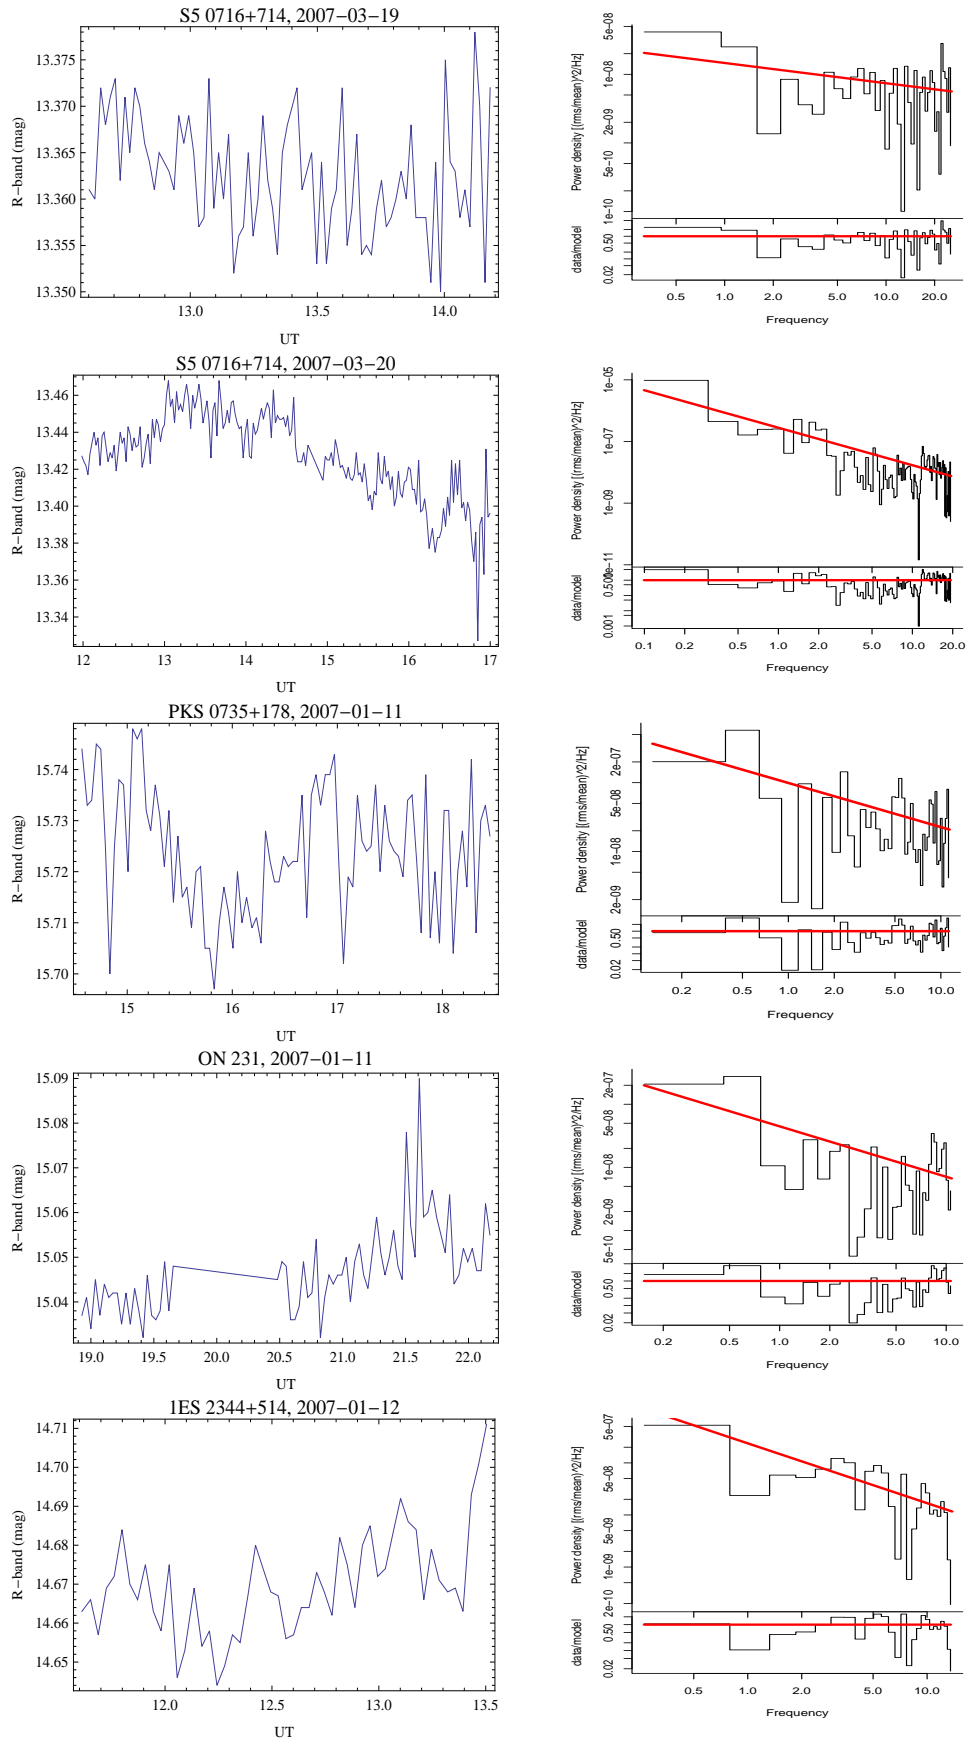 S5 0716+714, 2007−03−19
R−band (mag)
13.375
13.370
13.365
13.360
13.355
13.350
13.0 13.5 14.0
UT
Power density [(rms/mean)^2/Hz]
5e−08
1e−08
2e−09
5e−10
1e−10
data/model
0.50
0.02
0.5 1.0 2.0 5.0 10.0 20.0
Frequency
S5 0716+714, 2007−03−20
R−band (mag)
13.46
13.44
13.42
13.40
13.38
13.36
13.34
12 13 14 15 16 17
UT
Power density [(rms/mean)^2/Hz]
1e−05
1e−07
1e−09
1e−11
data/model
0.500
0.001
0.1 0.2 0.5 1.0 2.0 5.0 10.0 20.0
Frequency
PKS 0735+178, 2007−01−11
R−band (mag)
15.74
15.73
15.72
15.71
15.70
15 16 17 18
UT
Power density [(rms/mean)^2/Hz]
2e−07
5e−08
1e−08
2e−09
data/model
0.50
0.02
0.2 0.5 1.0 2.0 5.0 10.0
Frequency
ON 231, 2007−01−11
R−band (mag)
15.09
15.08
15.07
15.06
15.05
15.04
19.0 19.5 20.0 20.5 21.0 21.5 22.0
UT
Power density [(rms/mean)^2/Hz]
2e−07
5e−08
1e−08
2e−09
5e−10
data/model
0.50
0.02
0.2 0.5 1.0 2.0 5.0 10.0
Frequency
1ES 2344+514, 2007−01−12
R−band (mag)
14.71
14.70
14.69
14.68
14.67
14.66
14.65
12.0 12.5 13.0 13.5
UT
Power density [(rms/mean)^2/Hz]
5e−07
5e−08
5e−09
2e−10
data/model
0.50
0.02
0.5 1.0 2.0 5.0 10.0
Frequency